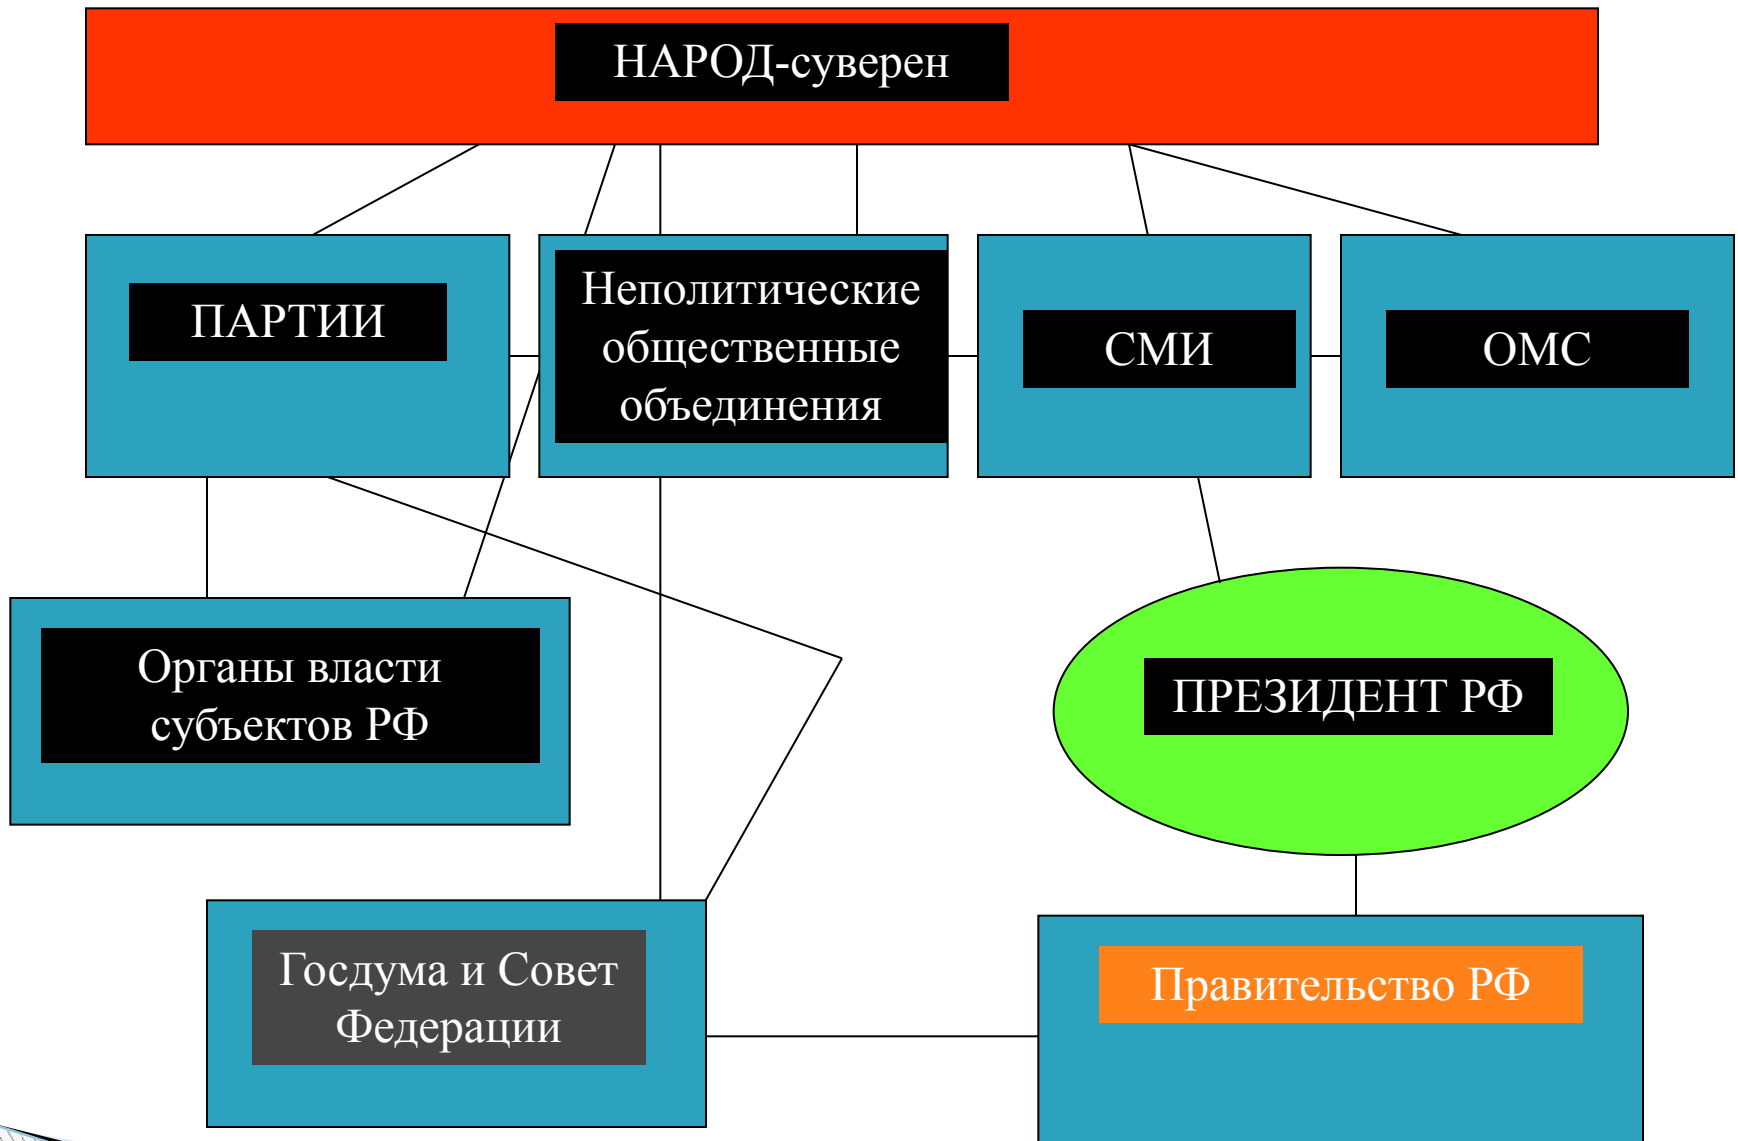 НАРОД-суверен
ПАРТИИ
Неполитические
общественные
объединения
СМИ
ОМС
Органы власти
субъектов РФ
ПРЕЗИДЕНТ РФ
Госдума и Совет
Федерации
Правительство РФ